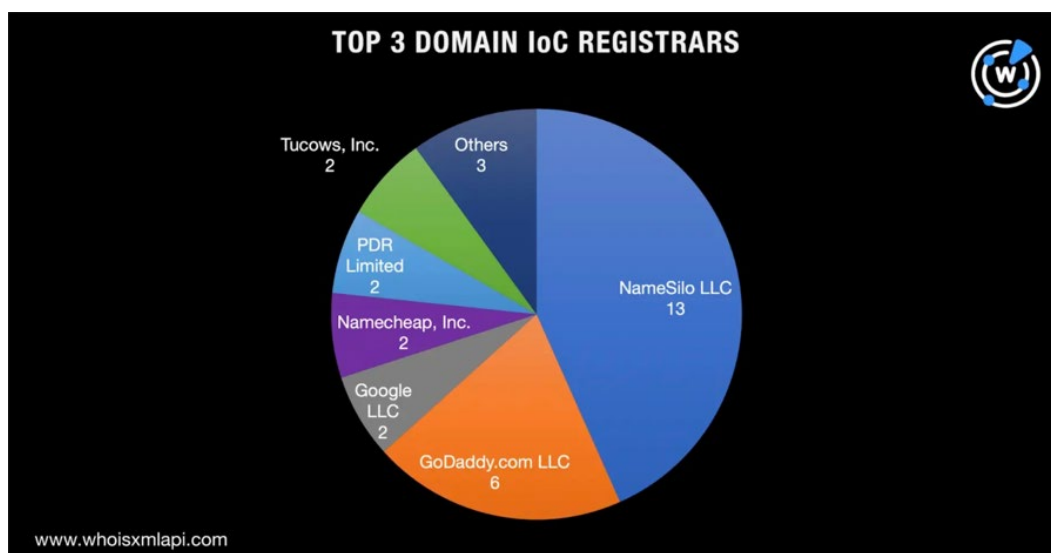 TOP 3 DOMAIN IoC REGISTRARS
W
Tucows, Inc.
2
Others
3
PDR
Limited
2
NameSilo LLC
13
Namecheap, Inc.
2
Google
LLC
2
GoDaddy.com LLC
6
www.whoisxmlapi.com